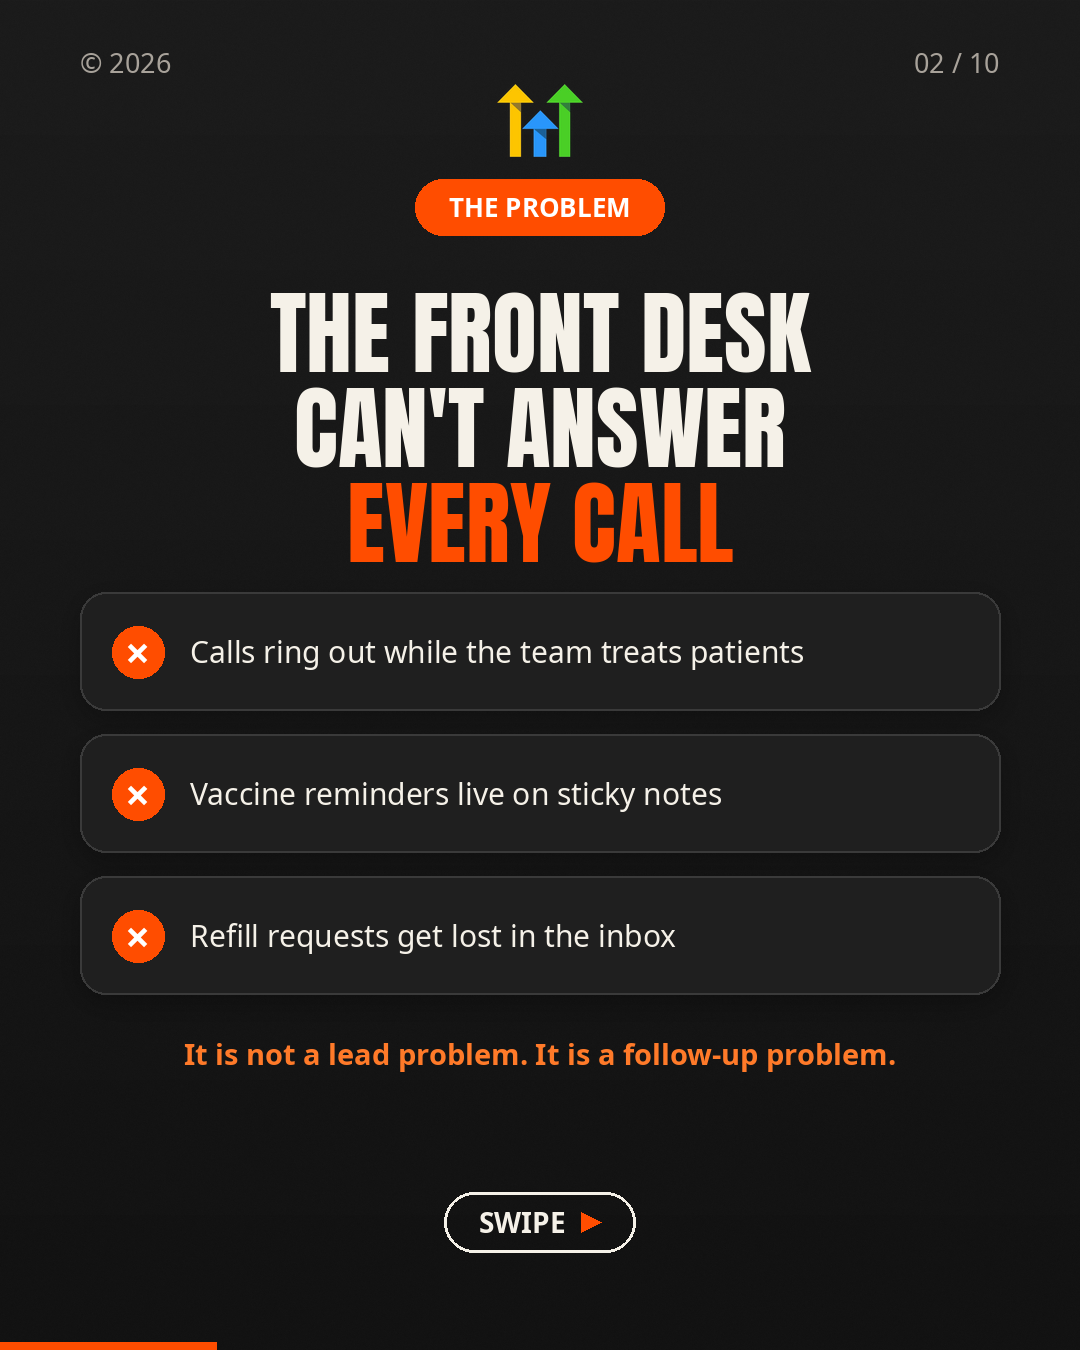 © 2026
02 / 10
THE PROBLEM
THE FRONT DESK
CAN'T ANSWER
EVERY CALL
Calls ring out while the team treats patients
Vaccine reminders live on sticky notes
Refill requests get lost in the inbox
It is not a lead problem. It is a follow-up problem.
SWIPE